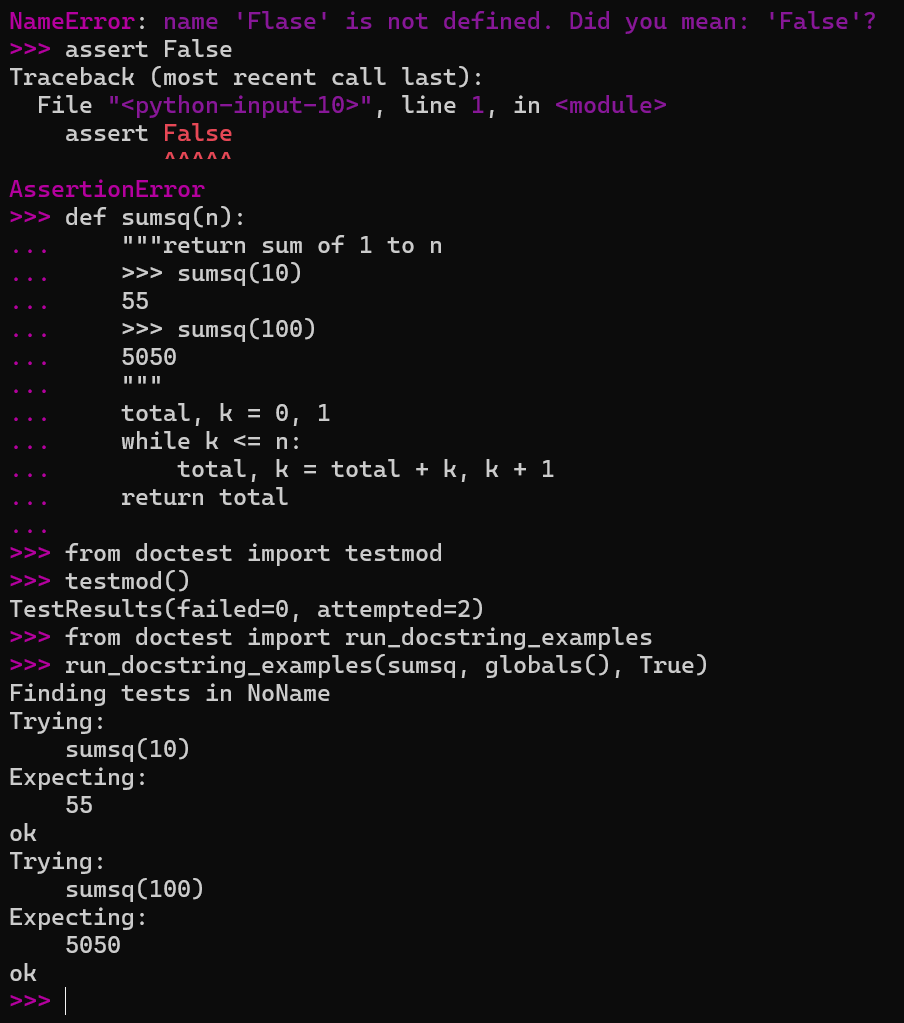 NameError: name 'Flase' is not defined. Did you mean: 'False'?
>>> assert False
Traceback (most recent call last):
  File "<python-input-10>", line 1, in <module>
    assert False
           ^^^^^
AssertionError
>>> def sumsq(n):
...     """return sum of 1 to n
...     >>> sumsq(10)
...     55
...     >>> sumsq(100)
...     5050
...     """
...     total, k = 0, 1
...     while k <= n:
...         total, k = total + k, k + 1
...     return total
...
>>> from doctest import testmod
>>> testmod()
TestResults(failed=0, attempted=2)
>>> from doctest import run_docstring_examples
>>> run_docstring_examples(sumsq, globals(), True)
Finding tests in NoName
Trying:
    sumsq(10)
Expecting:
    55
ok
Trying:
    sumsq(100)
Expecting:
    5050
ok
>>>